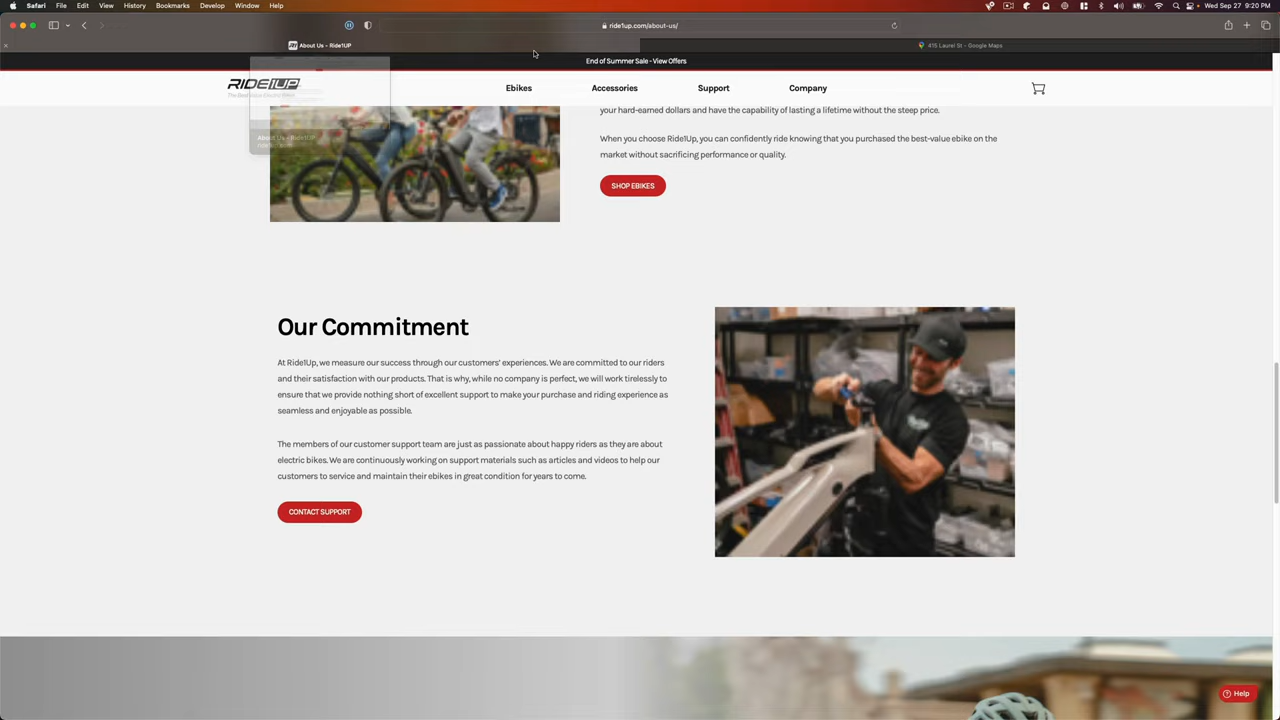 Safari File Edit View History Bookmarks Develop Window Help
Wed Sep 27 9:20 PM
ride1up.com/about-us/
About Us – Ride1UP
415 Laurel St - Google Maps
End of Summer Sale - View Offers
RIDE1UP
Ebikes
Accessories
Support
Company
About Us – Ride1UP
your hard-earned dollars and have the capability of lasting a lifetime without the steep price.
When you choose Ride1Up, you can confidently ride knowing that you purchased the best-value ebike on the
market without sacrificing performance or quality.
SHOP EBIKES
Our Commitment
At Ride1Up, we measure our success through our customers’ experiences. We are committed to our riders
and their satisfaction with our products. That is why, while no company is perfect, we will work tirelessly to
ensure that we provide nothing short of excellent support to make your purchase and riding experience as
seamless and enjoyable as possible.
The members of our customer support team are just as passionate about happy riders as they are about
electric bikes. We are continuously working on support materials such as articles and videos to help our
customers to service and maintain their ebikes in great condition for years to come.
CONTACT SUPPORT
Help